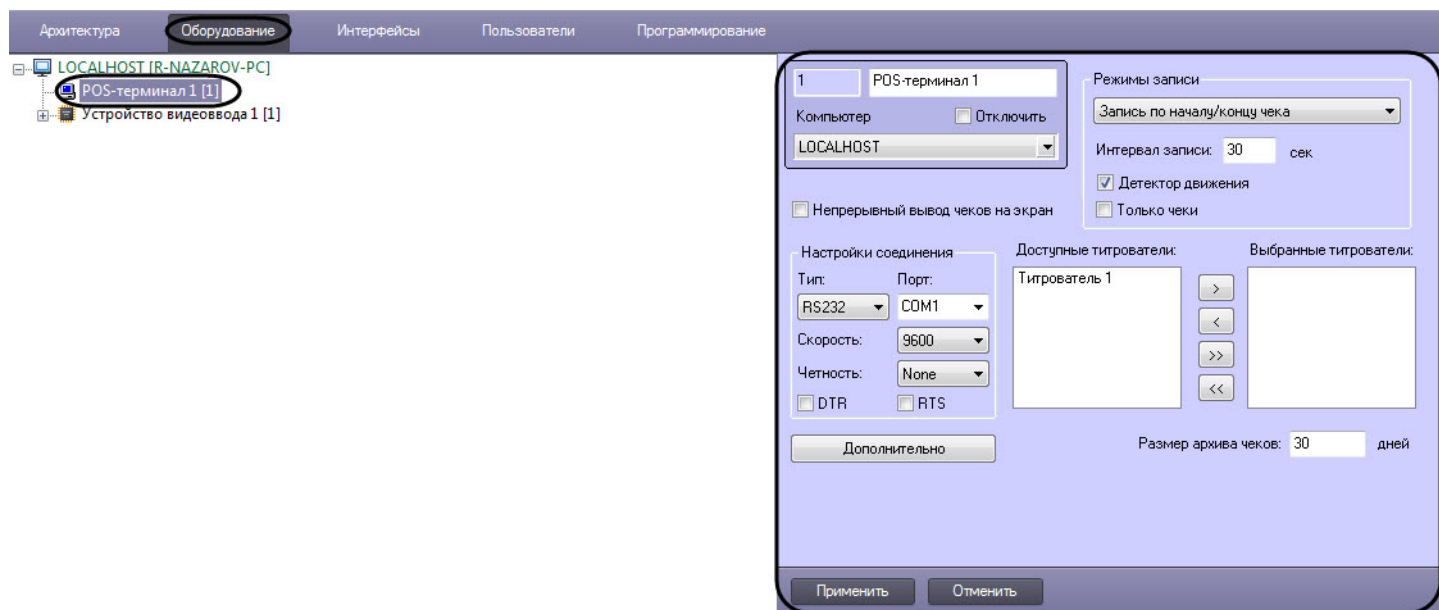 Архитектура Оборудование Интерфейсы Пользователи Программирование
LOCALHOST [R-NAZAROV-PC]
POS-терминал 1 [1]
Устройство видеоввода 1 [1]
1 POS-терминал 1
Компьютер Отключить
LOCALHOST
Непрерывный вывод чеков на экран
Режимы записи
Запись по началу/концу чека
Интервал записи: 30 сек
Детектор движения
Только чеки
Настройки соединения
Тип: Порт:
RS232 COM1
Скорость: 9600
Четность: None
DTR RTS
Доступные титрователи: Выбранные титрователи:
Титрователь 1
>
<
>>
<<
Дополнительно
Размер архива чеков: 30 дней
Применить Отменить